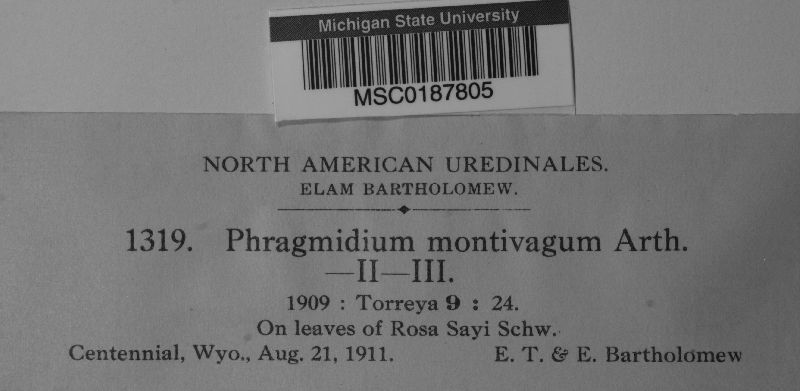 Michigan State University
MSC0187805
NORTH AMERICAN UREDINALES.
ELAM BARTHOLOMEW.
1319. Phragmidium montivagum Arth.
—II—III.
1909 : Torreya 9 : 24.
On leaves of Rosa Sayi Schw.
Centennial, Wyo., Aug. 21, 1911. E. T. & E. Bartholomew